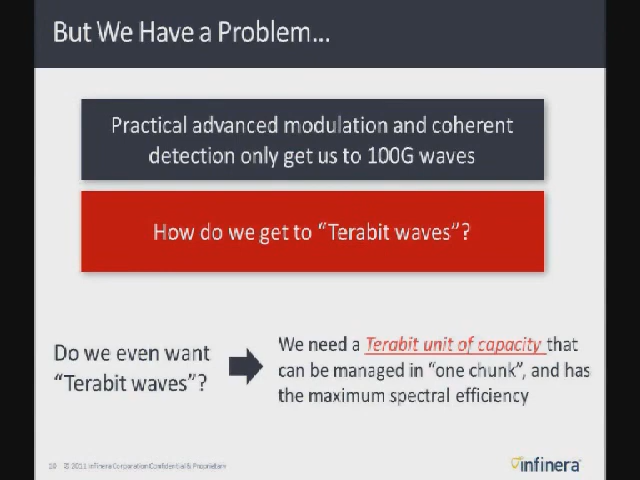 But We Have a Problem...
Practical advanced modulation and coherent
detection only get us to 100G waves
How do we get to “Terabit waves”?
Do we even want
“Terabit waves”?
We need a Terabit unit of capacity that
can be managed in “one chunk”, and has
the maximum spectral efficiency
© 2011 Infinera Corporation Confidential & Proprietary
infinera